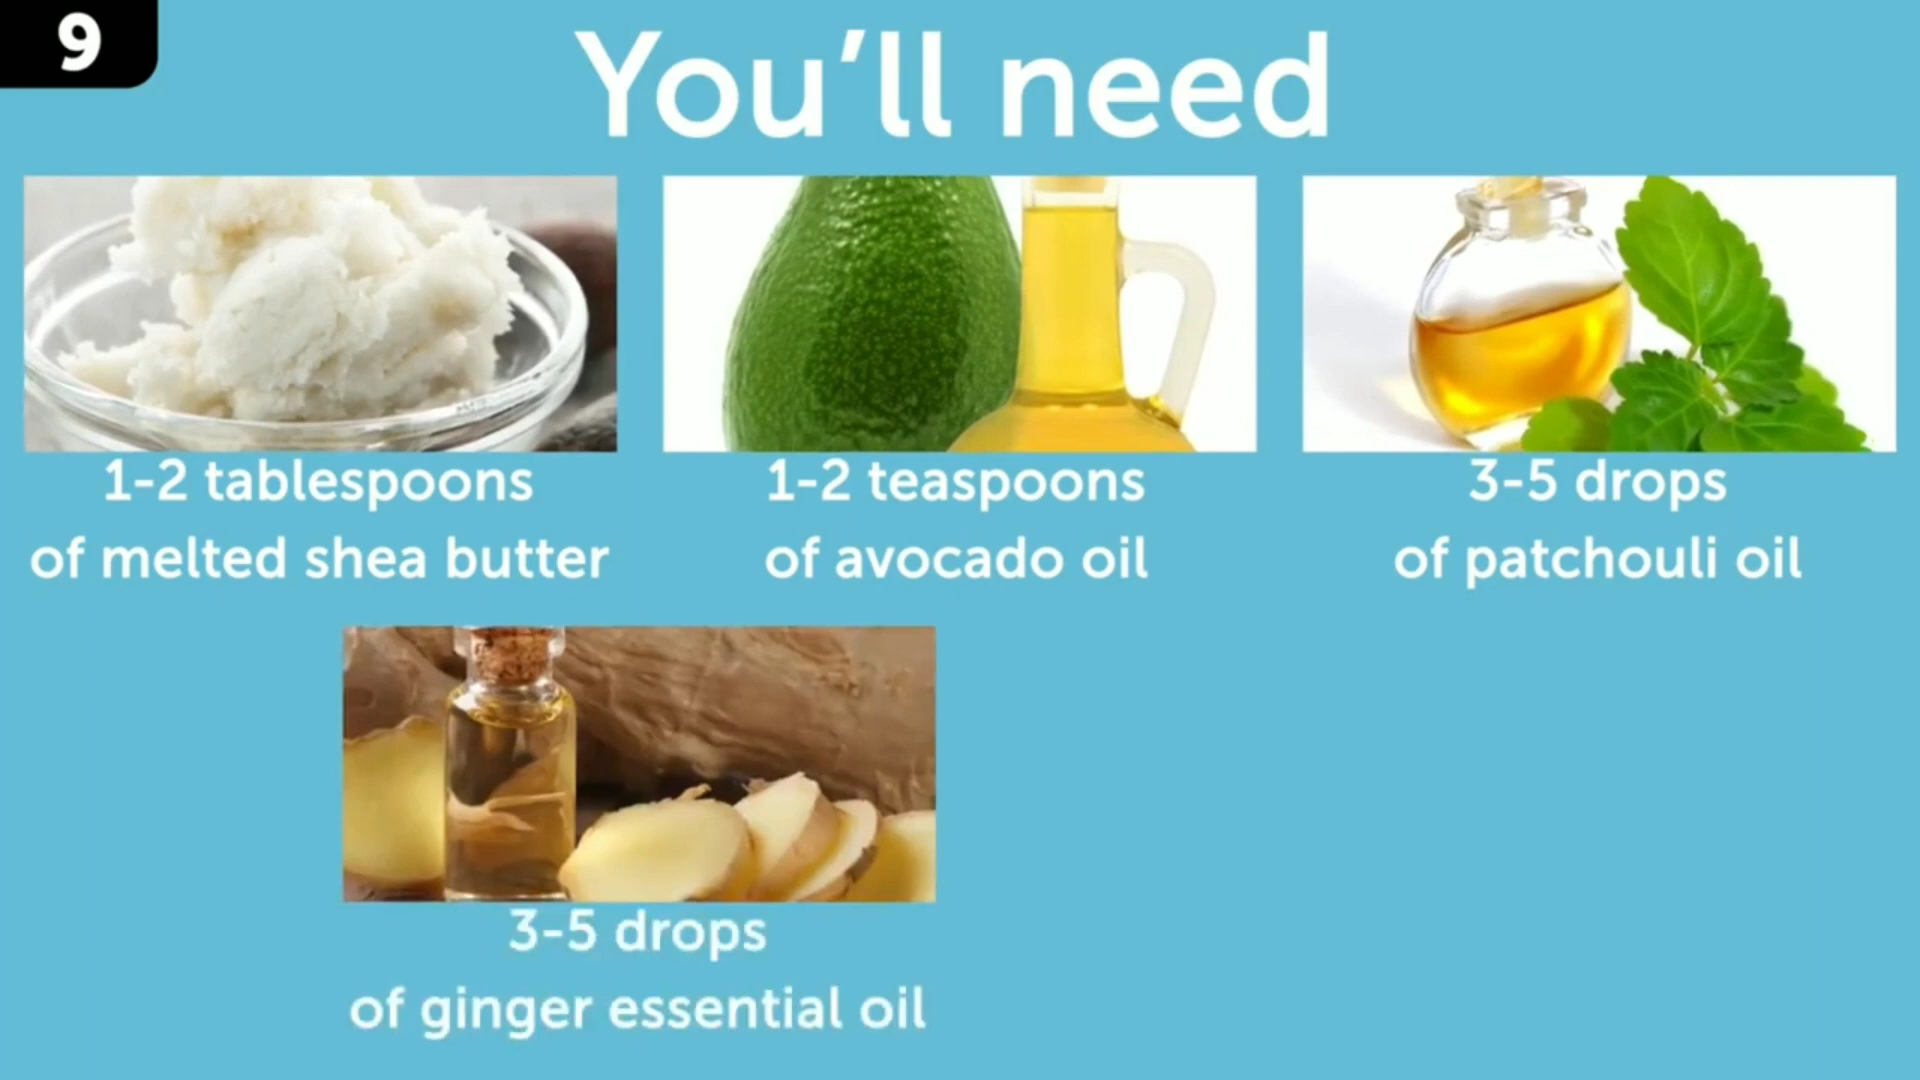 9
You'll need
1-2 tablespoons
of melted shea butter
1-2 teaspoons
of avocado oil
3-5 drops
of patchouli oil
3-5 drops
of ginger essential oil